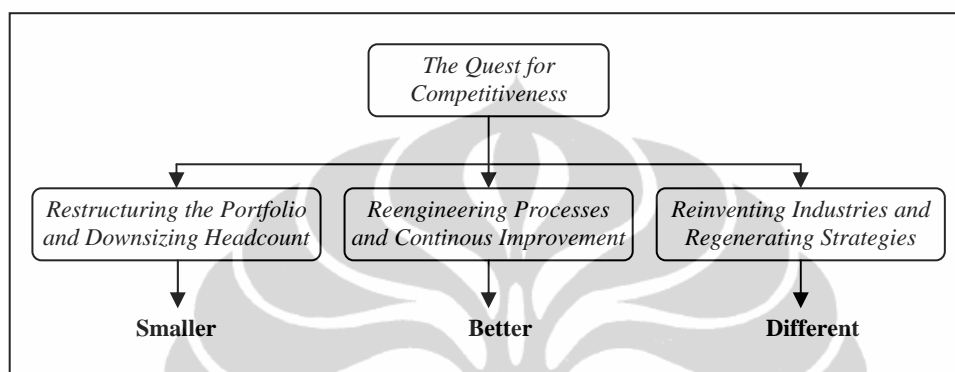 The Quest for
Competitiveness
Restructuring the Portfolio
and Downsizing Headcount
Reengineering Processes
and Continous Improvement
Reinventing Industries and
Regenerating Strategies
Smaller
Better
Different